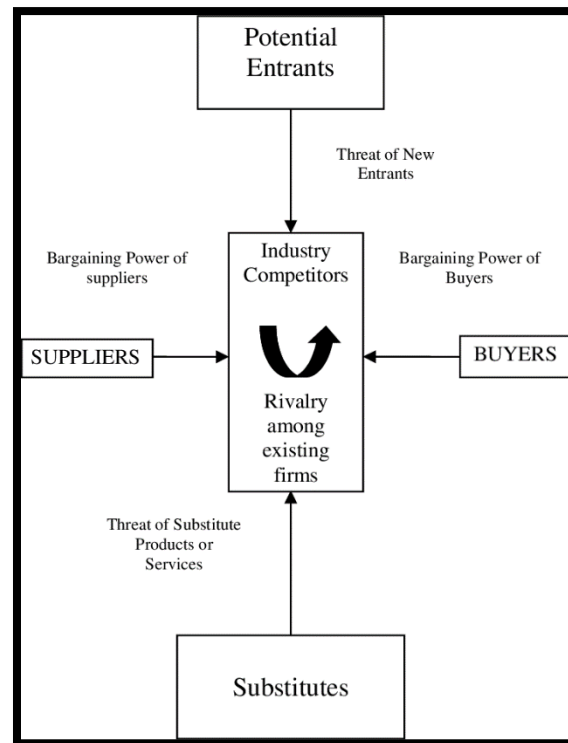 Potential
Entrants
Threat of New
Entrants
Bargaining Power of
suppliers
Industry
Competitors
Bargaining Power of
Buyers
SUPPLIERS
BUYERS
Rivalry
among
existing
firms
Threat of Substitute
Products or
Services
Substitutes